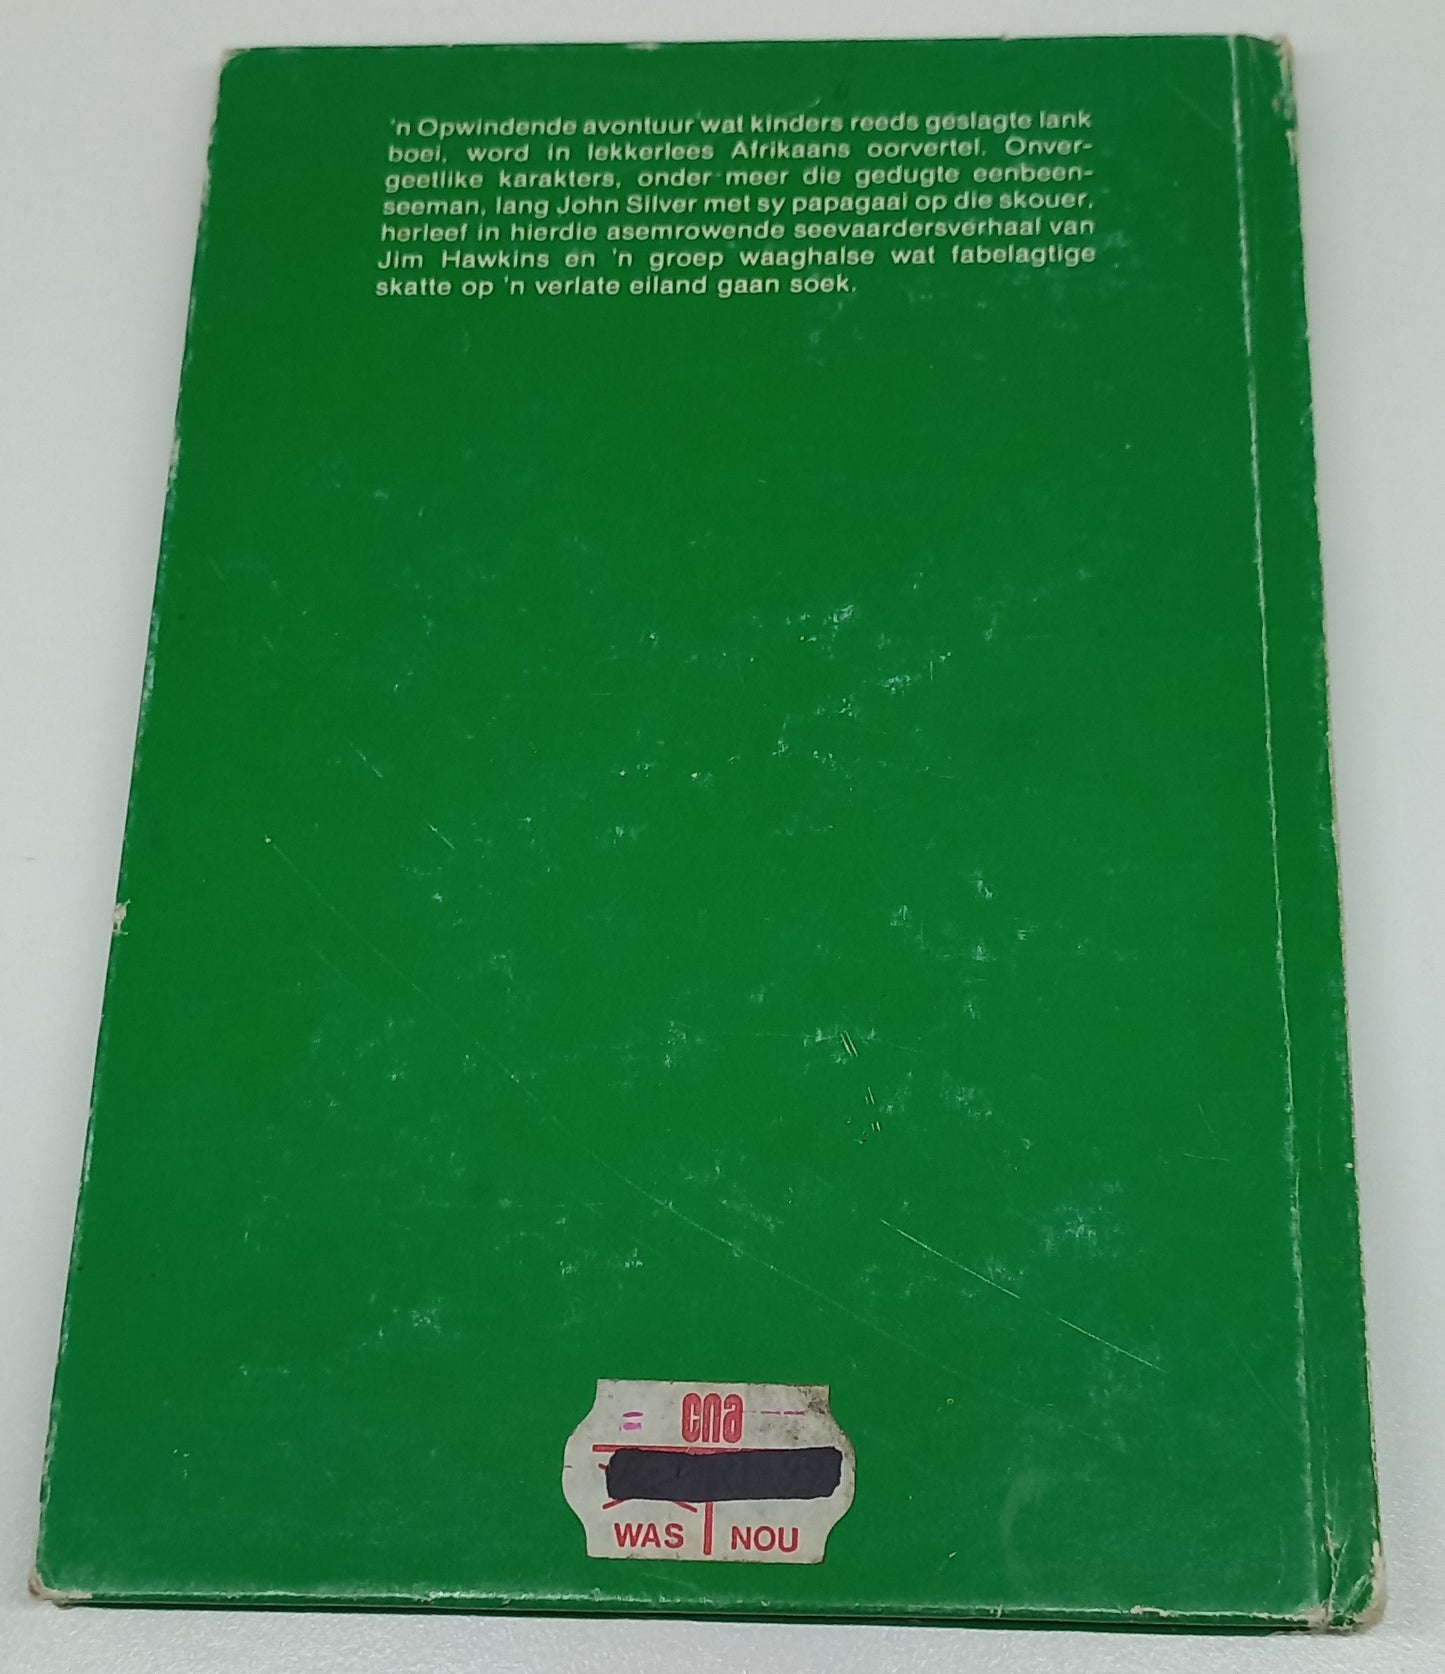 'n Opwindende avontuur wat kinders reeds geslagte lank
boei, word in lekkerlees Afrikaans oorvertel. Onver-
geetlike karakters, onder meer die gedugte eenbeen-
seeman, lang John Silver met sy papagaai op die skouer,
herleef in hierdie asemrowende seevaardersverhaal van
Jim Hawkins en 'n groep waaghalse wat fabelagtige
skatte op 'n verlate eiland gaan soek.
cna
WAS NOU